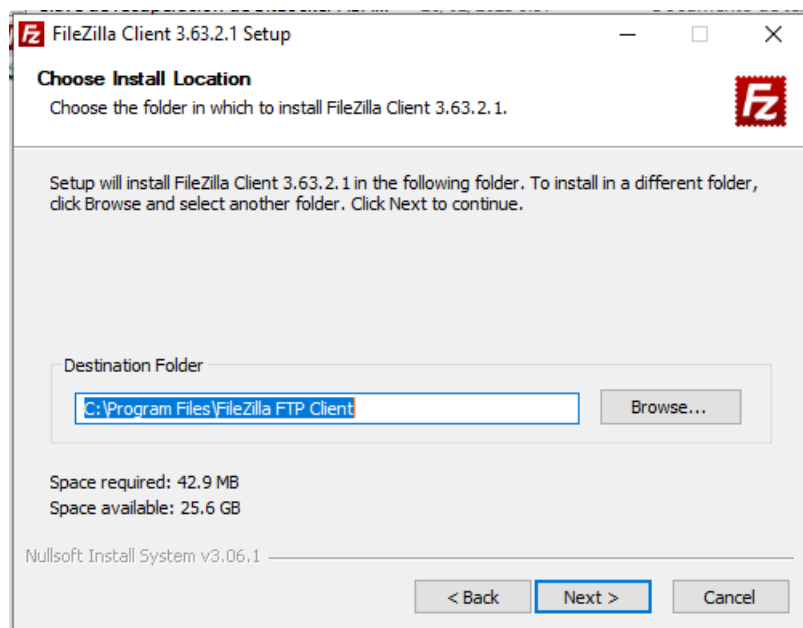 FileZilla Client 3.63.2.1 Setup
Choose Install Location
Choose the folder in which to install FileZilla Client 3.63.2.1.
Fz
Setup will install FileZilla Client 3.63.2.1 in the following folder. To install in a different folder,
click Browse and select another folder. Click Next to continue.
Destination Folder
C:\Program Files\FileZilla FTP Client
Browse...
Space required: 42.9 MB
Space available: 25.6 GB
Nullsoft Install System v3.06.1
< Back
Next >
Cancel